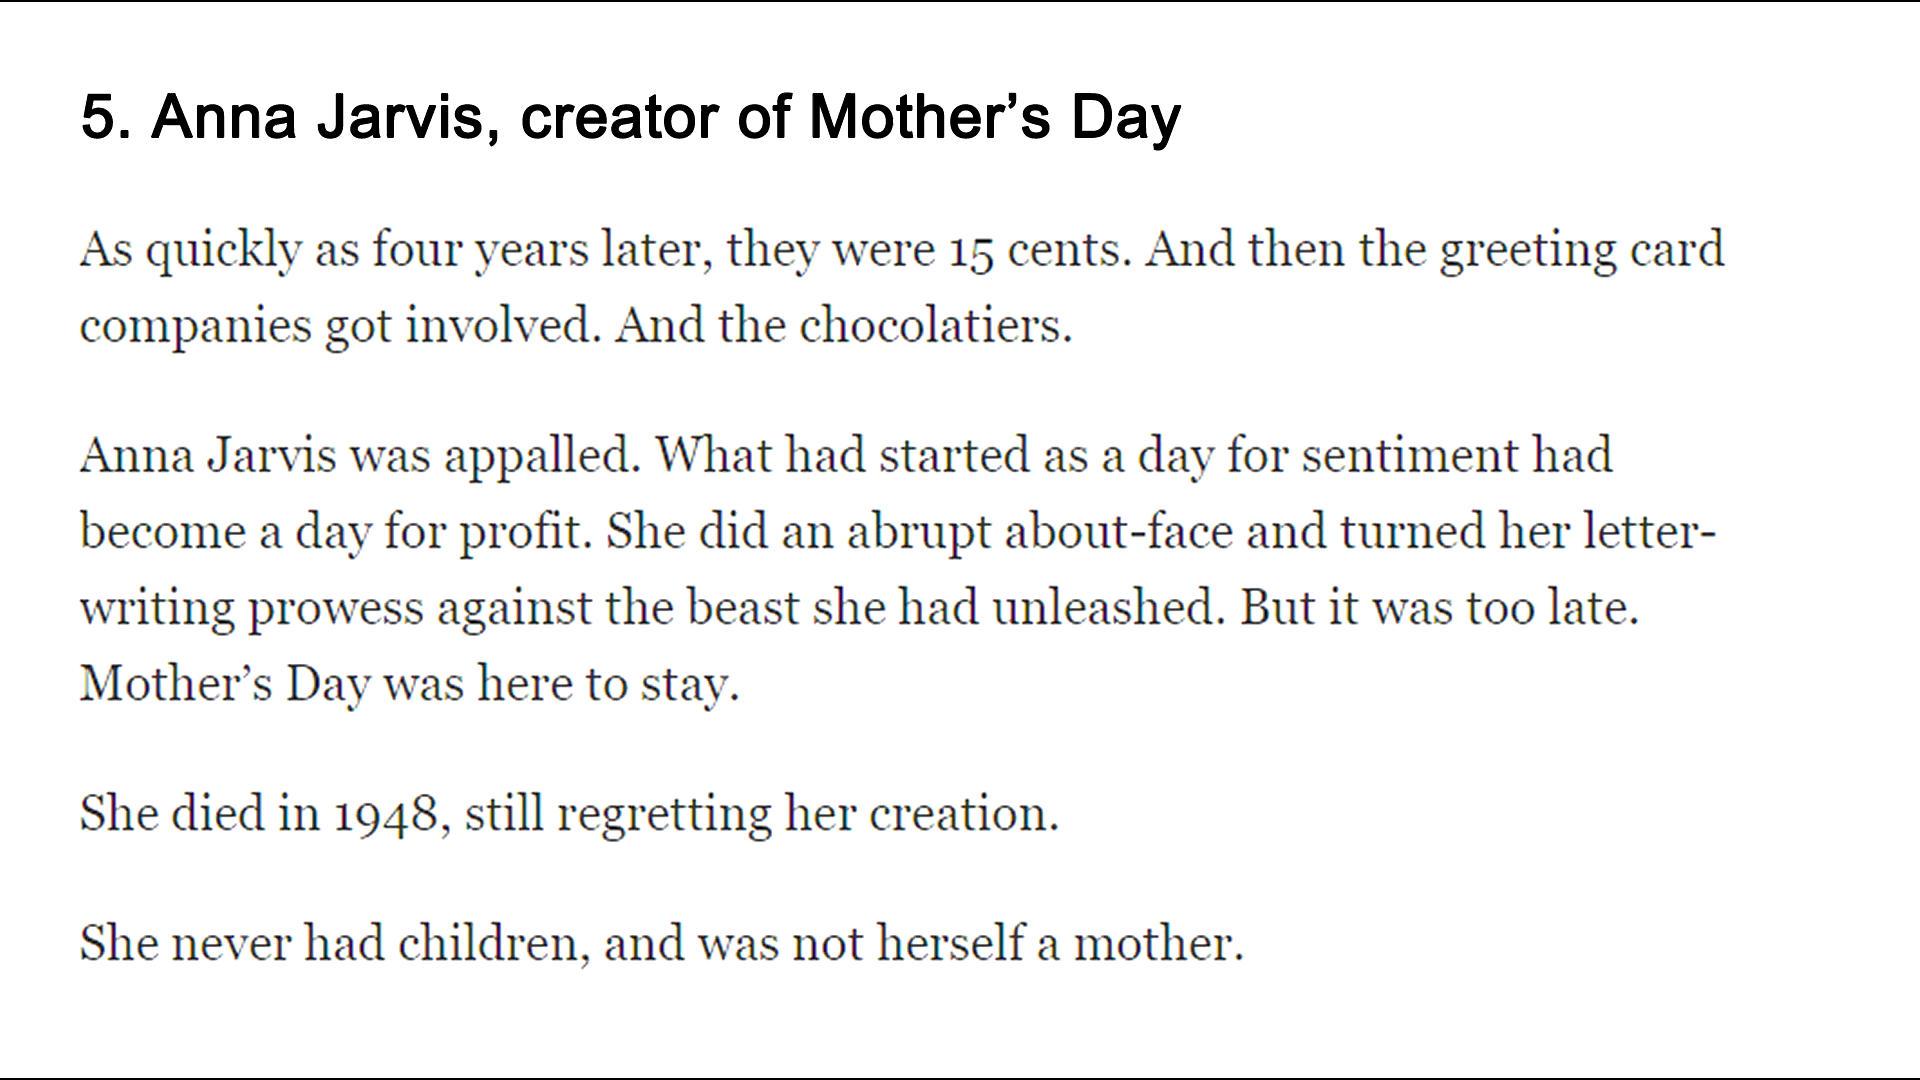 5. Anna Jarvis, creator of Mother’s Day
As quickly as four years later, they were 15 cents. And then the greeting card
companies got involved. And the chocolatiers.
Anna Jarvis was appalled. What had started as a day for sentiment had
become a day for profit. She did an abrupt about-face and turned her letter-
writing prowess against the beast she had unleashed. But it was too late.
Mother’s Day was here to stay.
She died in 1948, still regretting her creation.
She never had children, and was not herself a mother.